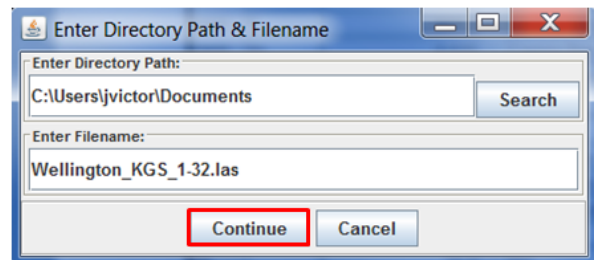 Enter Directory Path & Filename
Enter Directory Path:
C:\Users\jvictor\Documents
Search
Enter Filename:
Wellington_KGS_1-32.las
Continue Cancel